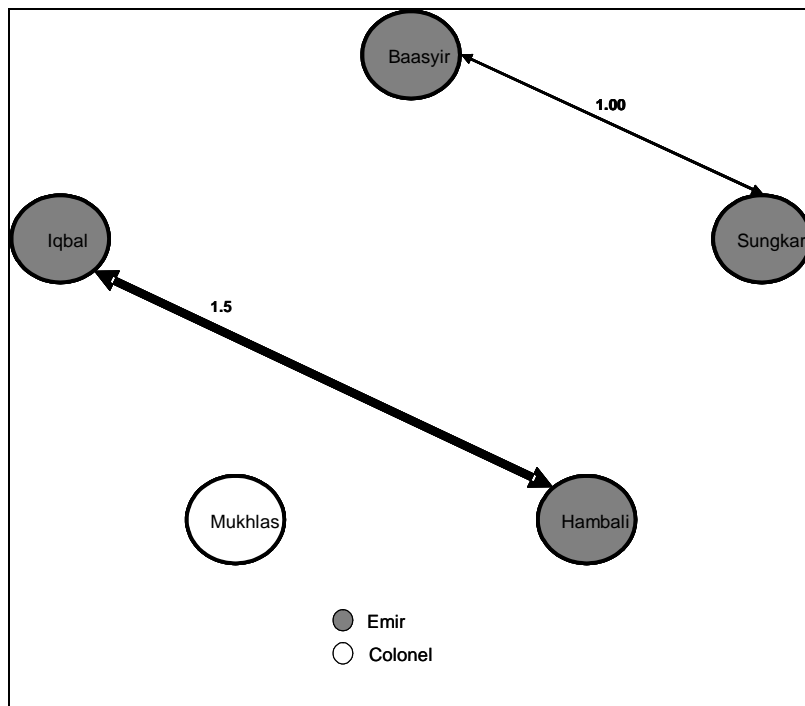 Baasyir
1.00
Iqbal
Sungkar
1.5
Mukhlas
Hambali
Emir
Colonel